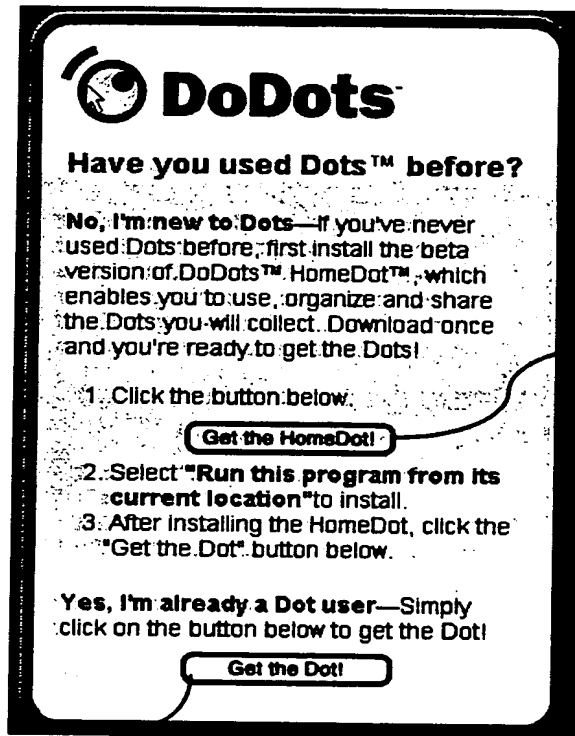 DoDots™
Have you used Dots™ before?
No, I'm new to Dots—If you've never
used Dots before, first install the beta
version of DoDots™ HomeDot™, which
enables you to use, organize and share
the Dots you will collect. Download once
and you're ready to get the Dots!
1. Click the button below.
Get the HomeDot!
2. Select "Run this program from its
current location"to install.
3. After installing the HomeDot, click the
"Get the Dot" button below.
Yes, I'm already a Dot user—Simply
click on the button below to get the Dot!
Get the Dot!